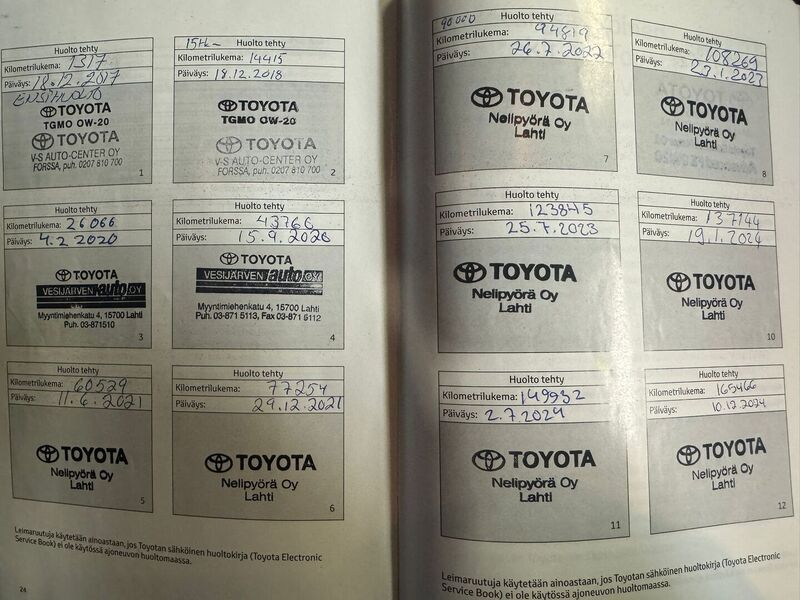 Huolto tehty
Kilometrilukema: 1317
Päiväys: 18.12.2017
ENSIHUOLTO
TOYOTA
TGMO OW-20
TOYOTA
V-S AUTO-CENTER OY
FORSSA, puh. 0207 810 700
1
15tk~ Huolto tehty
Kilometrilukema: 14415
Päiväys: 18.12.2018
TOYOTA
TGMO OW-20
TOYOTA
V-S AUTO-CENTER OY
FORSSA, puh. 0207 810 700
2
Huolto tehty
Kilometrilukema: 26066
Päiväys: 4.2.2020
TOYOTA
VESIJÄRVEN auto OY
Myyntimiehenkatu 4, 15700 Lahti
Puh. 03-871510
3
Huolto tehty
Kilometrilukema: 43766
Päiväys: 15.9.2020
TOYOTA
VESIJÄRVEN auto OY
Myyntimiehenkatu 4, 15700 Lahti
Puh. 03-871 5113, Fax 03-871 5112
4
Huolto tehty
Kilometrilukema: 60529
Päiväys: 11.6.2021
TOYOTA
Nelipyörä Oy
Lahti
5
Huolto tehty
Kilometrilukema: 77254
Päiväys: 29.12.2021
TOYOTA
Nelipyörä Oy
Lahti
6
Leimaruutuja käytetään ainoastaan, jos Toyotan sähköinen huoltokirja (Toyota Electronic
Service Book) ei ole käytössä ajoneuvon huoltomaassa.
24
90000 Huolto tehty
Kilometrilukema: 94819
Päiväys: 26.7.2022
TOYOTA
Nelipyörä Oy
Lahti
7
Huolto tehty
Kilometrilukema: 108269
Päiväys: 23.1.2023
TOYOTA
Nelipyörä Oy
Lahti
8
Huolto tehty
Kilometrilukema: 123845
Päiväys: 25.7.2023
TOYOTA
Nelipyörä Oy
Lahti
Huolto tehty
Kilometrilukema: 137144
Päiväys: 19.1.2024
TOYOTA
Nelipyörä Oy
Lahti
10
Huolto tehty
Kilometrilukema: 149932
Päiväys: 2.7.2024
TOYOTA
Nelipyörä Oy
Lahti
11
Huolto tehty
Kilometrilukema: 165466
Päiväys: 10.12.2024
TOYOTA
Nelipyörä Oy
Lahti
12
Leimaruutuja käytetään ainoastaan, jos Toyotan sähköinen huoltokirja (Toyota Electronic
Service Book) ei ole käytössä ajoneuvon huoltomaassa.